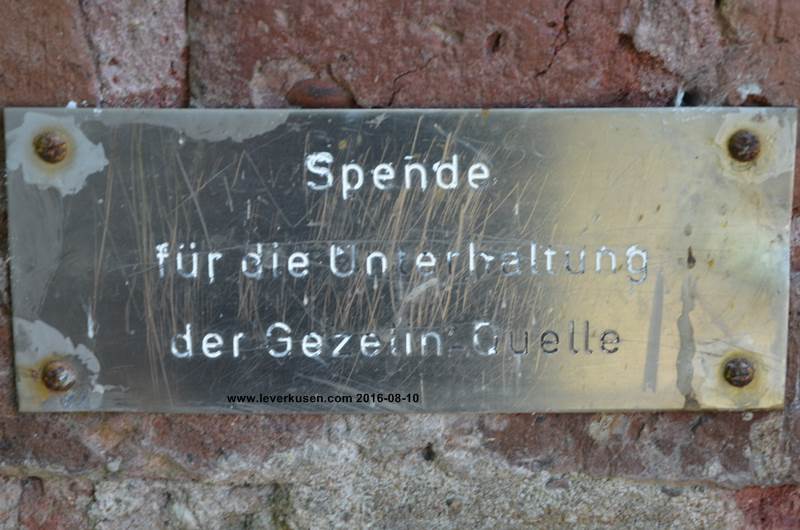 Spende
für die Unterhaltung
der Gezelin-Quelle
www.leverkusen.com 2016-08-10